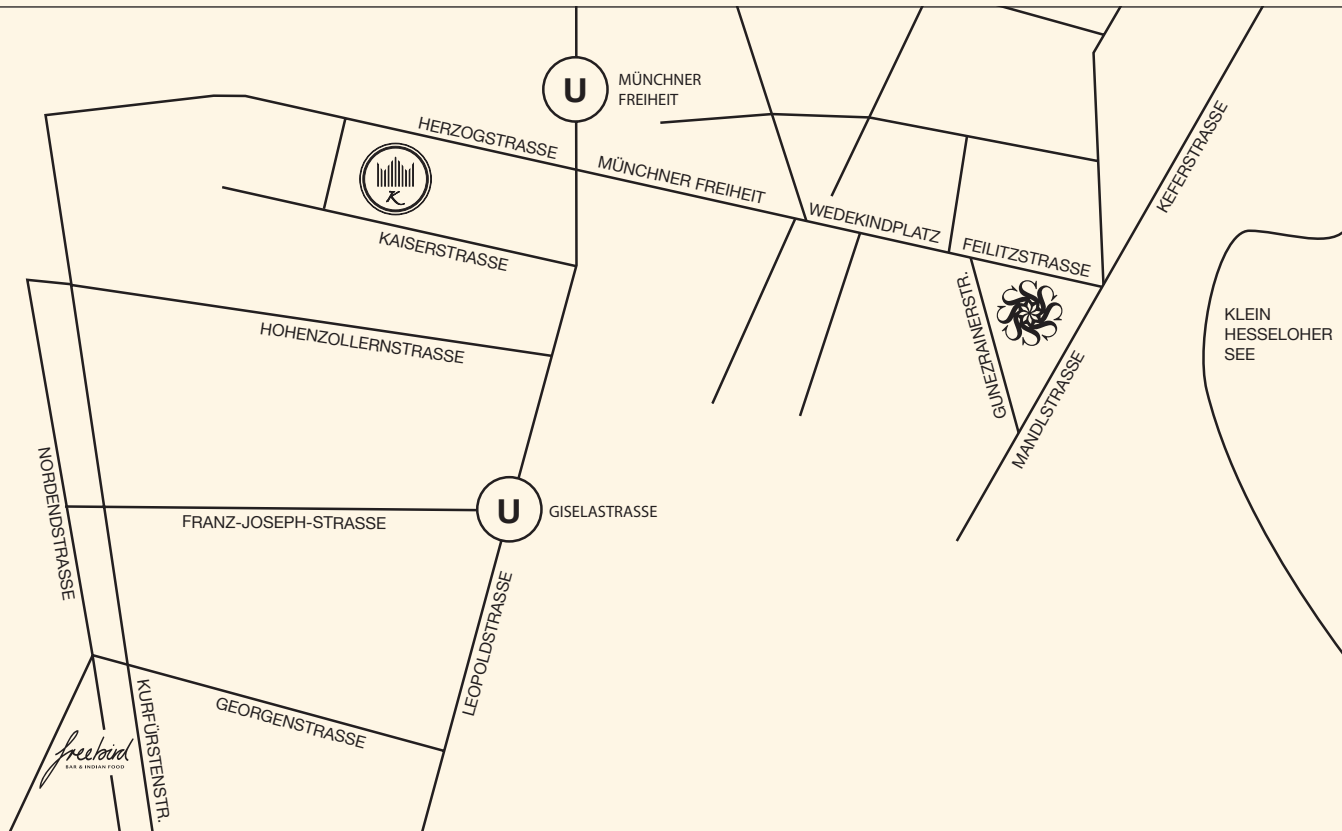 U
MÜNCHNER
FREIHEIT
HERZOGSTRASSE
K
MÜNCHNER FREIHEIT
KEFERSTRASSE
KAISERSTRASSE
WEDEKINDPLATZ
FEILITZSTRASSE
GUNEZRAINERSTR.
KLEIN
HESSELOHER
SEE
HOHENZOLLERNSTRASSE
MANDLSTRASSE
NORDENDSTRASSE
U
GISELASTRASSE
FRANZ-JOSEPH-STRASSE
LEOPOLDSTRASSE
KURFÜRSTENSTR.
GEORGENSTRASSE
freebird
BAR & INDIAN FOOD